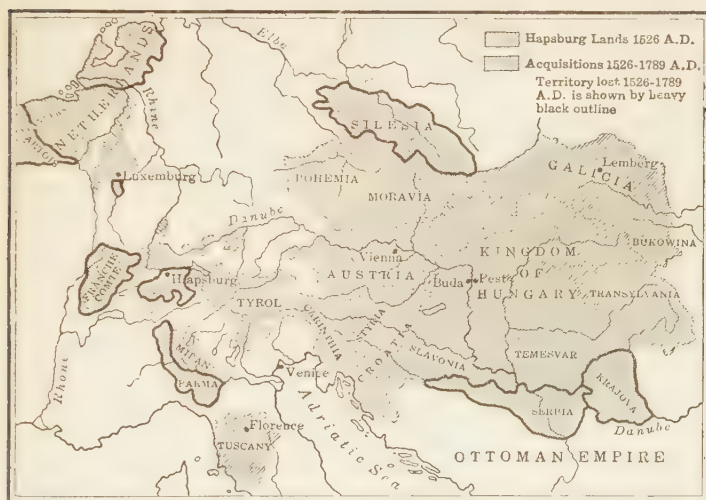 Hapsburg Lands 1526 A.D.
Acquisitions 1526-1789 A.D.
Territory lost 1526-1789
A.D. is shown by heavy
black outline
NETHERLANDS
ARTOIS
Rhine
Elbe
Luxemburg
SILESIA
BOHEMIA
MORAVIA
GALICIA
Lemberg
BUKOWINA
Danube
Vienna
AUSTRIA
FRANCHE
COMTE
Hapsburg
TYROL
Buda
Pest
KINGDOM
OF
HUNGARY
TRANSYLVANIA
CARINTHIA
STYRIA
CROATIA
SLAVONIA
TEMESVAR
MILAN
PARMA
Rhone
Venice
Adriatic Sea
SERBIA
KRAJOVA
Danube
Florence
TUSCANY
OTTOMAN EMPIRE